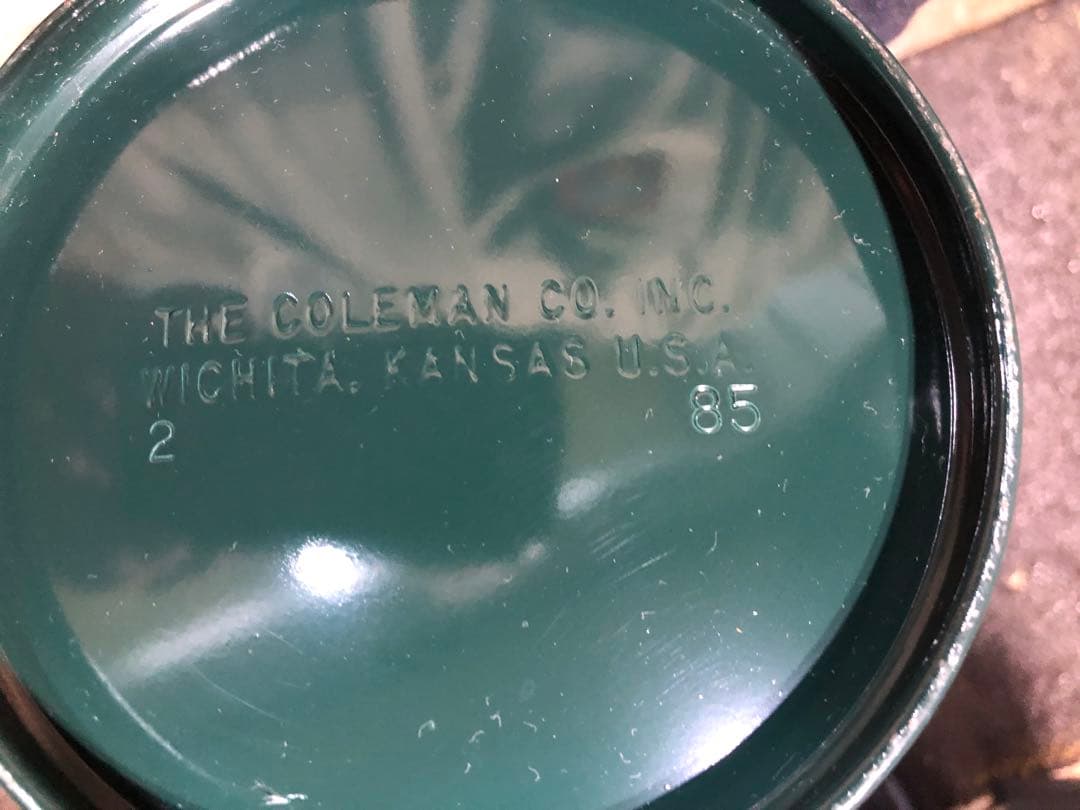 THE COLEMAN CO. INC.
WICHITA, KANSAS U.S.A.
2 85